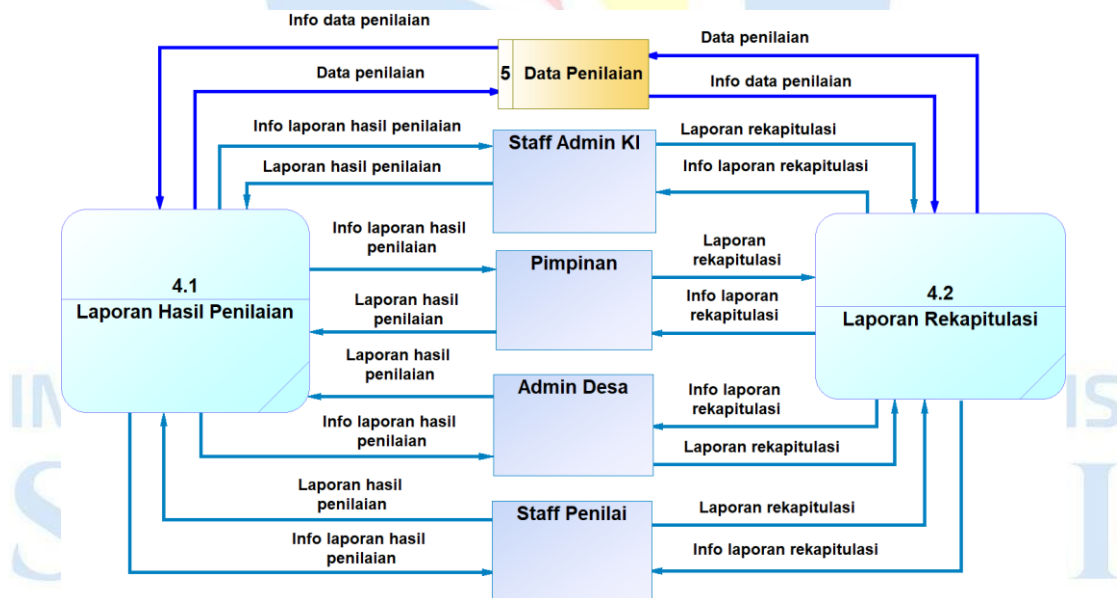 Info data penilaian
Data penilaian
5 Data Penilaian
Data penilaian
Info data penilaian
Info laporan hasil penilaian
Laporan hasil penilaian
Staff Admin KI
Laporan rekapitulasi
Info laporan rekapitulasi
4.1
Laporan Hasil Penilaian
Info laporan hasil
penilaian
Laporan hasil
penilaian
Pimpinan
Laporan
rekapitulasi
Info laporan
rekapitulasi
4.2
Laporan Rekapitulasi
Laporan hasil
penilaian
Info laporan hasil
penilaian
Admin Desa
Info laporan
rekapitulasi
Laporan rekapitulasi
Laporan hasil
penilaian
Info laporan hasil
penilaian
Staff Penilai
Laporan rekapitulasi
Info laporan rekapitulasi